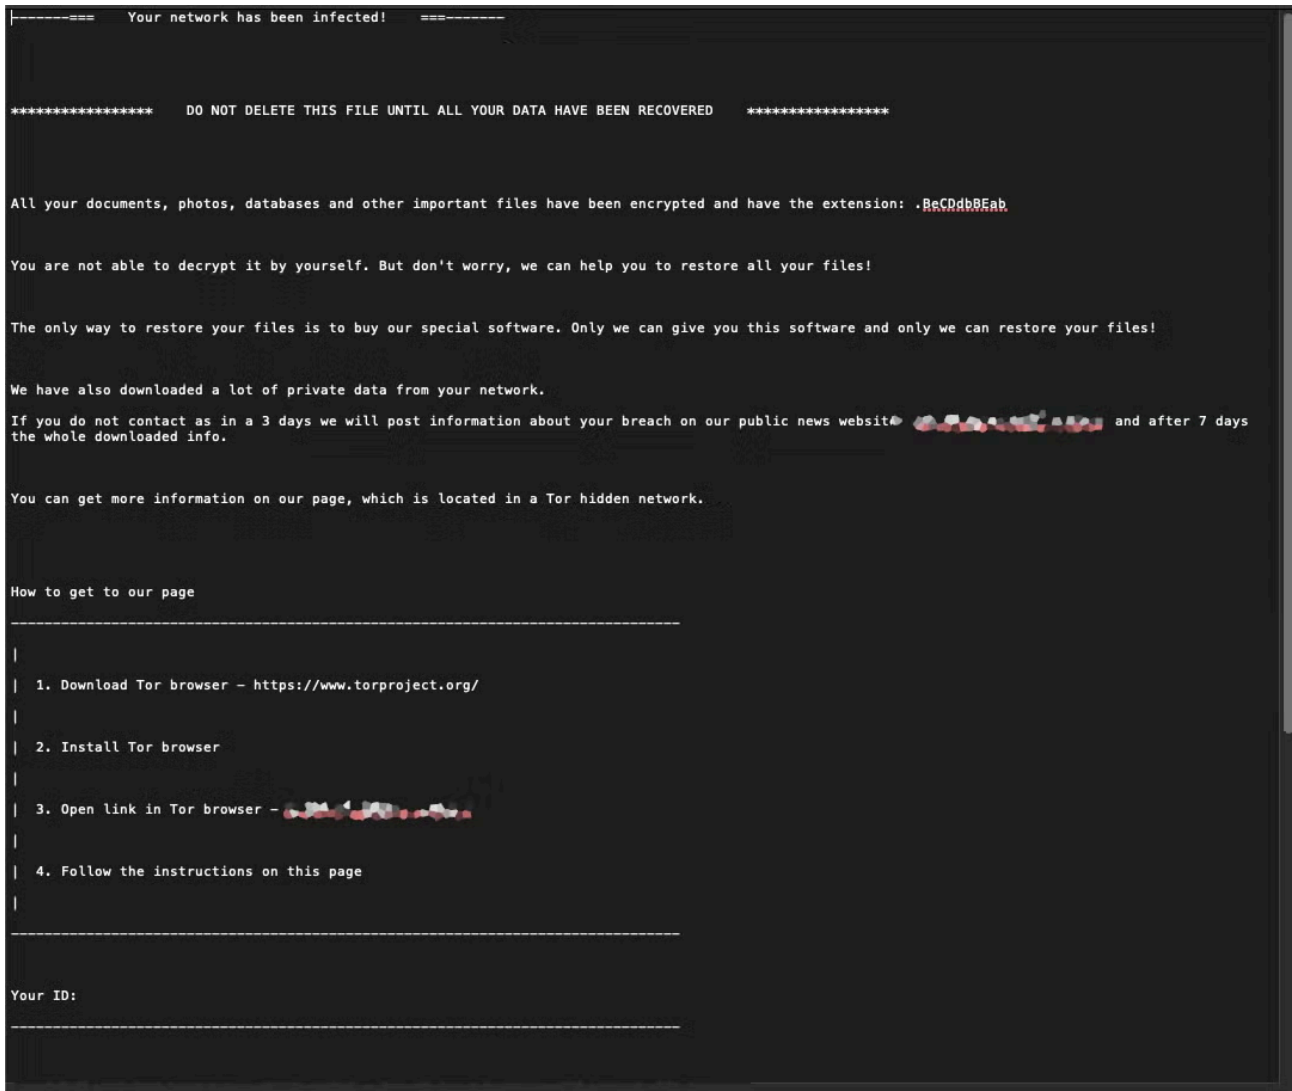 |-------===    Your network has been infected!    ===-------
*****************    DO NOT DELETE THIS FILE UNTIL ALL YOUR DATA HAVE BEEN RECOVERED    *****************
All your documents, photos, databases and other important files have been encrypted and have the extension: .BeCDdbBEab
You are not able to decrypt it by yourself. But don't worry, we can help you to restore all your files!
The only way to restore your files is to buy our special software. Only we can give you this software and only we can restore your files!
We have also downloaded a lot of private data from your network.
If you do not contact as in a 3 days we will post information about your breach on our public news website and after 7 days
the whole downloaded info.
You can get more information on our page, which is located in a Tor hidden network.
How to get to our page
--------------------------------------------------------------------------------
|
|  1. Download Tor browser – https://www.torproject.org/
|
|  2. Install Tor browser
|
|  3. Open link in Tor browser –
|
|  4. Follow the instructions on this page
|
--------------------------------------------------------------------------------
Your ID:
--------------------------------------------------------------------------------